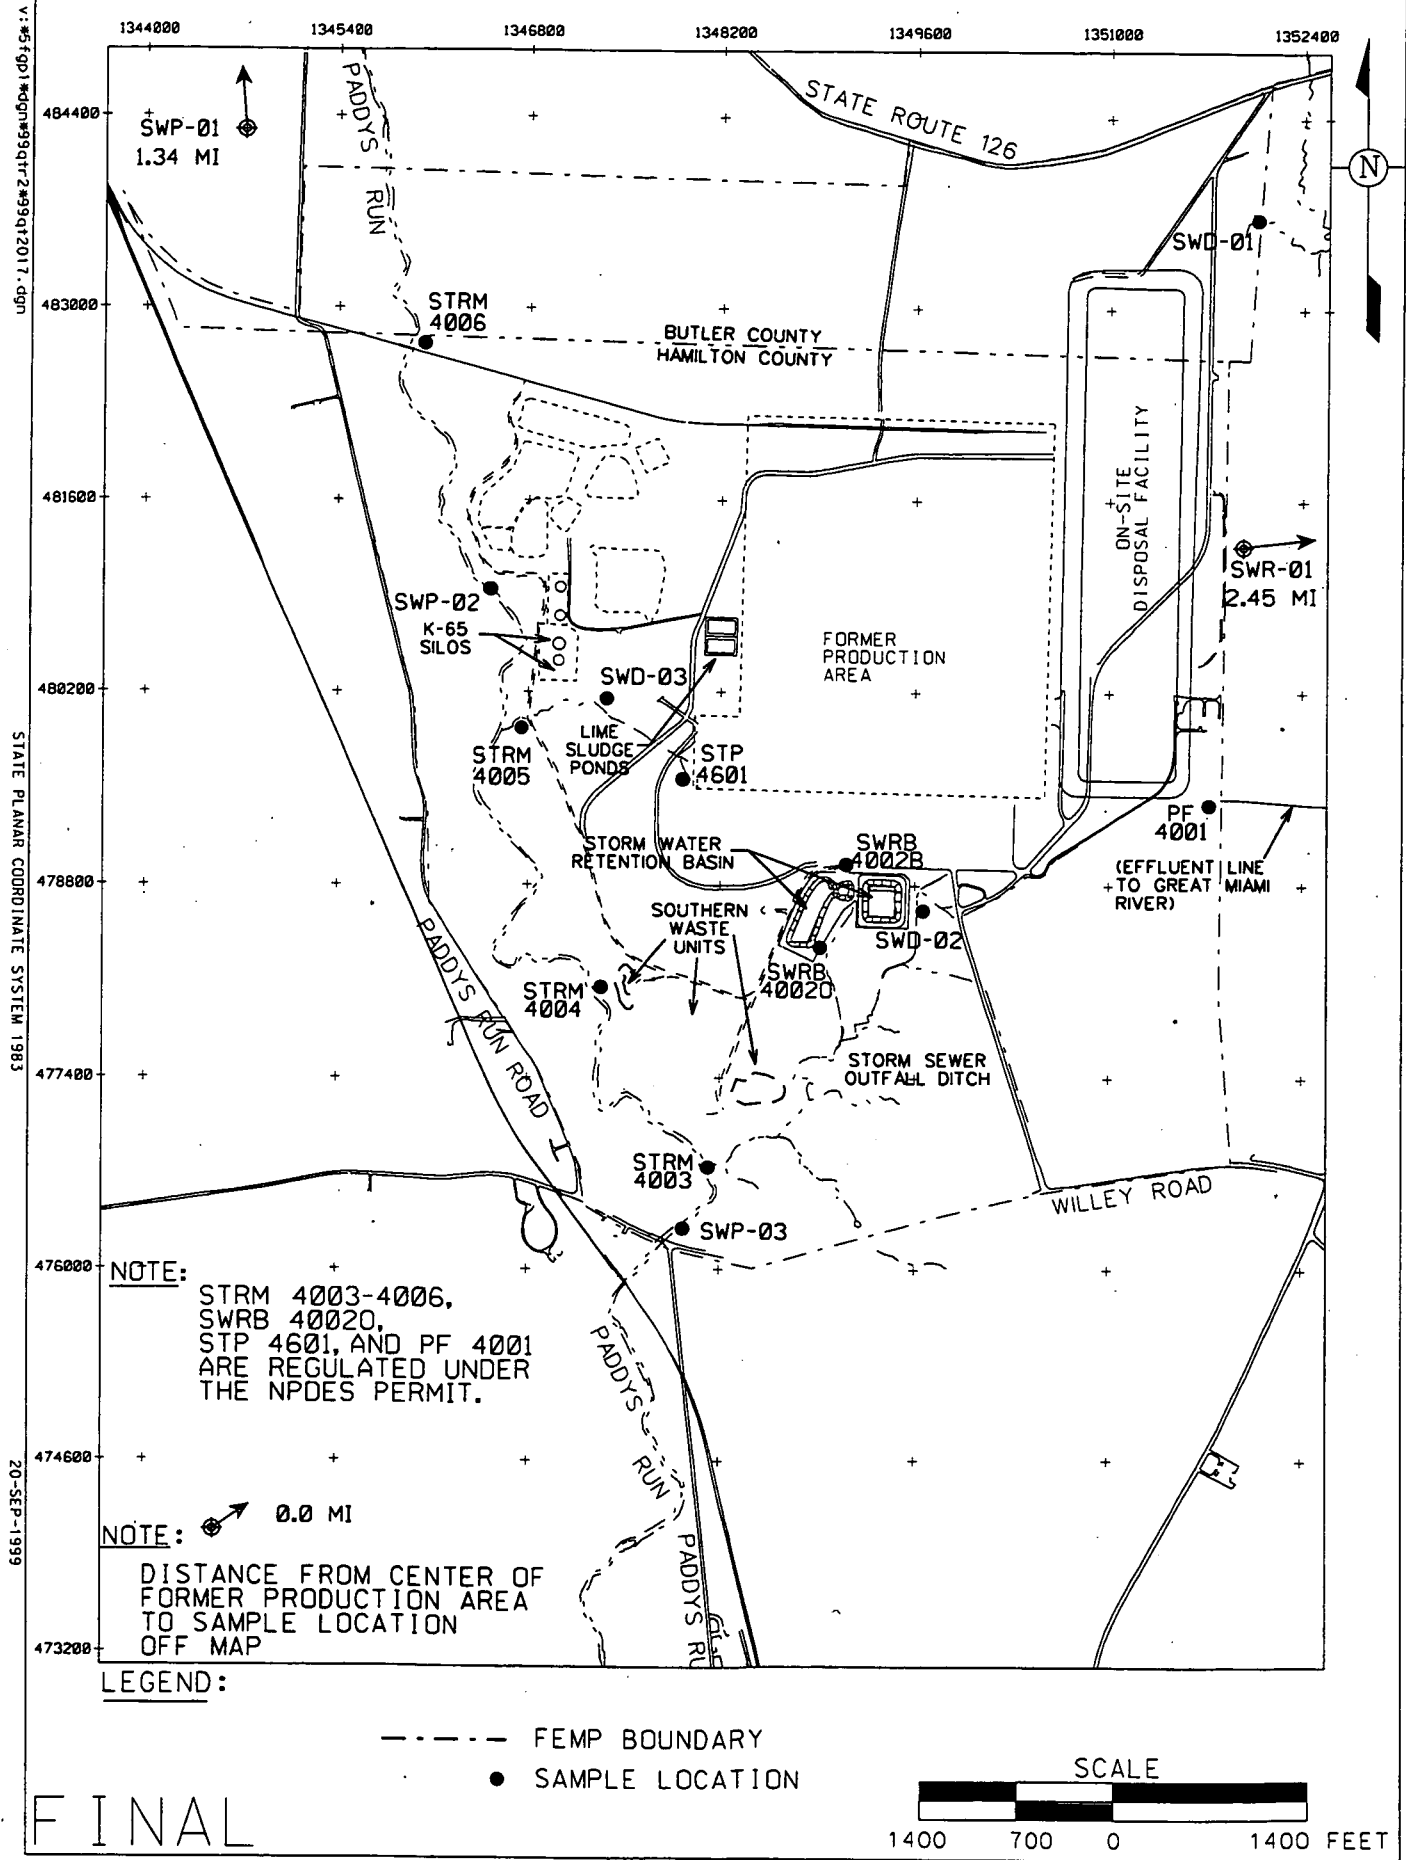 1344000 1345400 1346800 1348200 1349600 1351000 1352400
v:#5fgp1#dgn#99qtr2#99qt2017.dgn
STATE PLANAR COORDINATE SYSTEM 1983
20-SEP-1999
484400
483000
481600
480200
478800
477400
476000
474600
473200
N
SWP-01
1.34 MI
PADDYS
RUN
STATE ROUTE 126
SWD-01
STRM
4006
BUTLER COUNTY
HAMILTON COUNTY
ON-SITE
DISPOSAL FACILITY
SWR-01
2.45 MI
SWP-02
K-65
SILOS
FORMER
PRODUCTION
AREA
SWD-03
LIME
SLUDGE
PONDS
STRM
4005
STP
4601
PF
4001
(EFFLUENT LINE
TO GREAT MIAMI
RIVER)
STORM WATER
RETENTION BASIN
SWRB
4002B
SOUTHERN
WASTE
UNITS
SWD-02
SWRB
4002O
STRM
4004
PADDYS RUN ROAD
STORM SEWER
OUTFALL DITCH
STRM
4003
WILLEY ROAD
SWP-03
NOTE:
STRM 4003-4006,
SWRB 4002O,
STP 4601, AND PF 4001
ARE REGULATED UNDER
THE NPDES PERMIT.
PADDYS
RUN
0.0 MI
NOTE:
DISTANCE FROM CENTER OF
FORMER PRODUCTION AREA
TO SAMPLE LOCATION
OFF MAP
PADDYS RU
LEGEND:
FEMP BOUNDARY
SAMPLE LOCATION
SCALE
1400 700 0 1400 FEET
FINAL